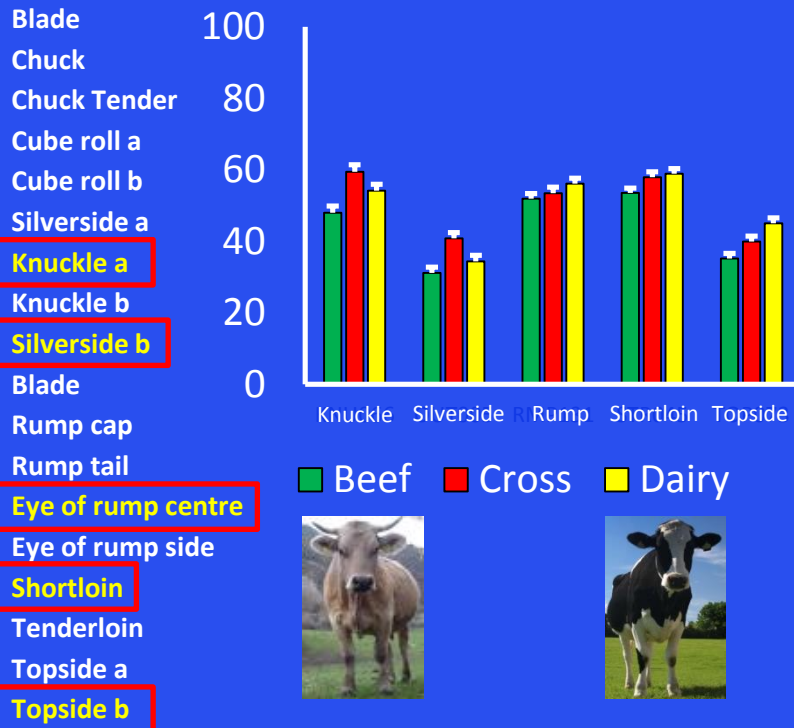 Blade
Chuck
Chuck Tender
Cube roll a
Cube roll b
Silverside a
Knuckle a
Knuckle b
Silverside b
Blade
Rump cap
Rump tail
Eye of rump centre
Eye of rump side
Shortloin
Tenderloin
Topside a
Topside b
100
80
60
40
20
0
Knuckle Silverside Rump Shortloin Topside
Beef Cross Dairy